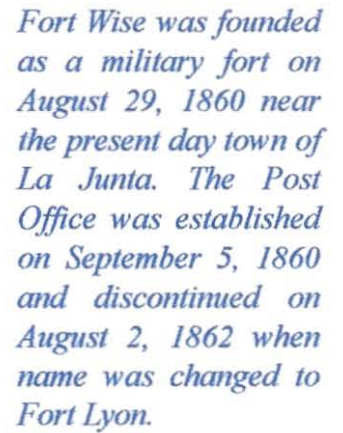 Fort Wise was founded
as a military fort on
August 29, 1860 near
the present day town of
La Junta. The Post
Office was established
on September 5, 1860
and discontinued on
August 2, 1862 when
name was changed to
Fort Lyon.